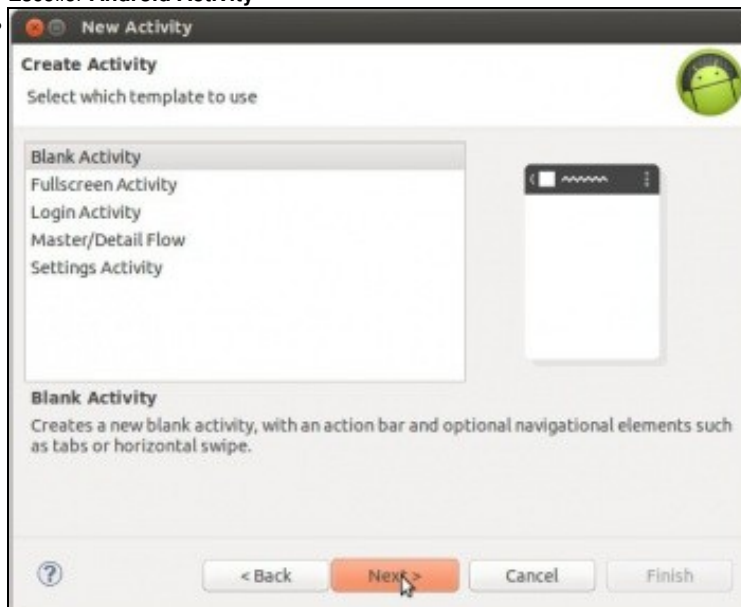 Android Activity
New Activity
Create Activity
Select which template to use
Blank Activity
Fullscreen Activity
Login Activity
Master/Detail Flow
Settings Activity
Blank Activity
Creates a new blank activity, with an action bar and optional navigational elements such
as tabs or horizontal swipe.
< Back Next > Cancel Finish